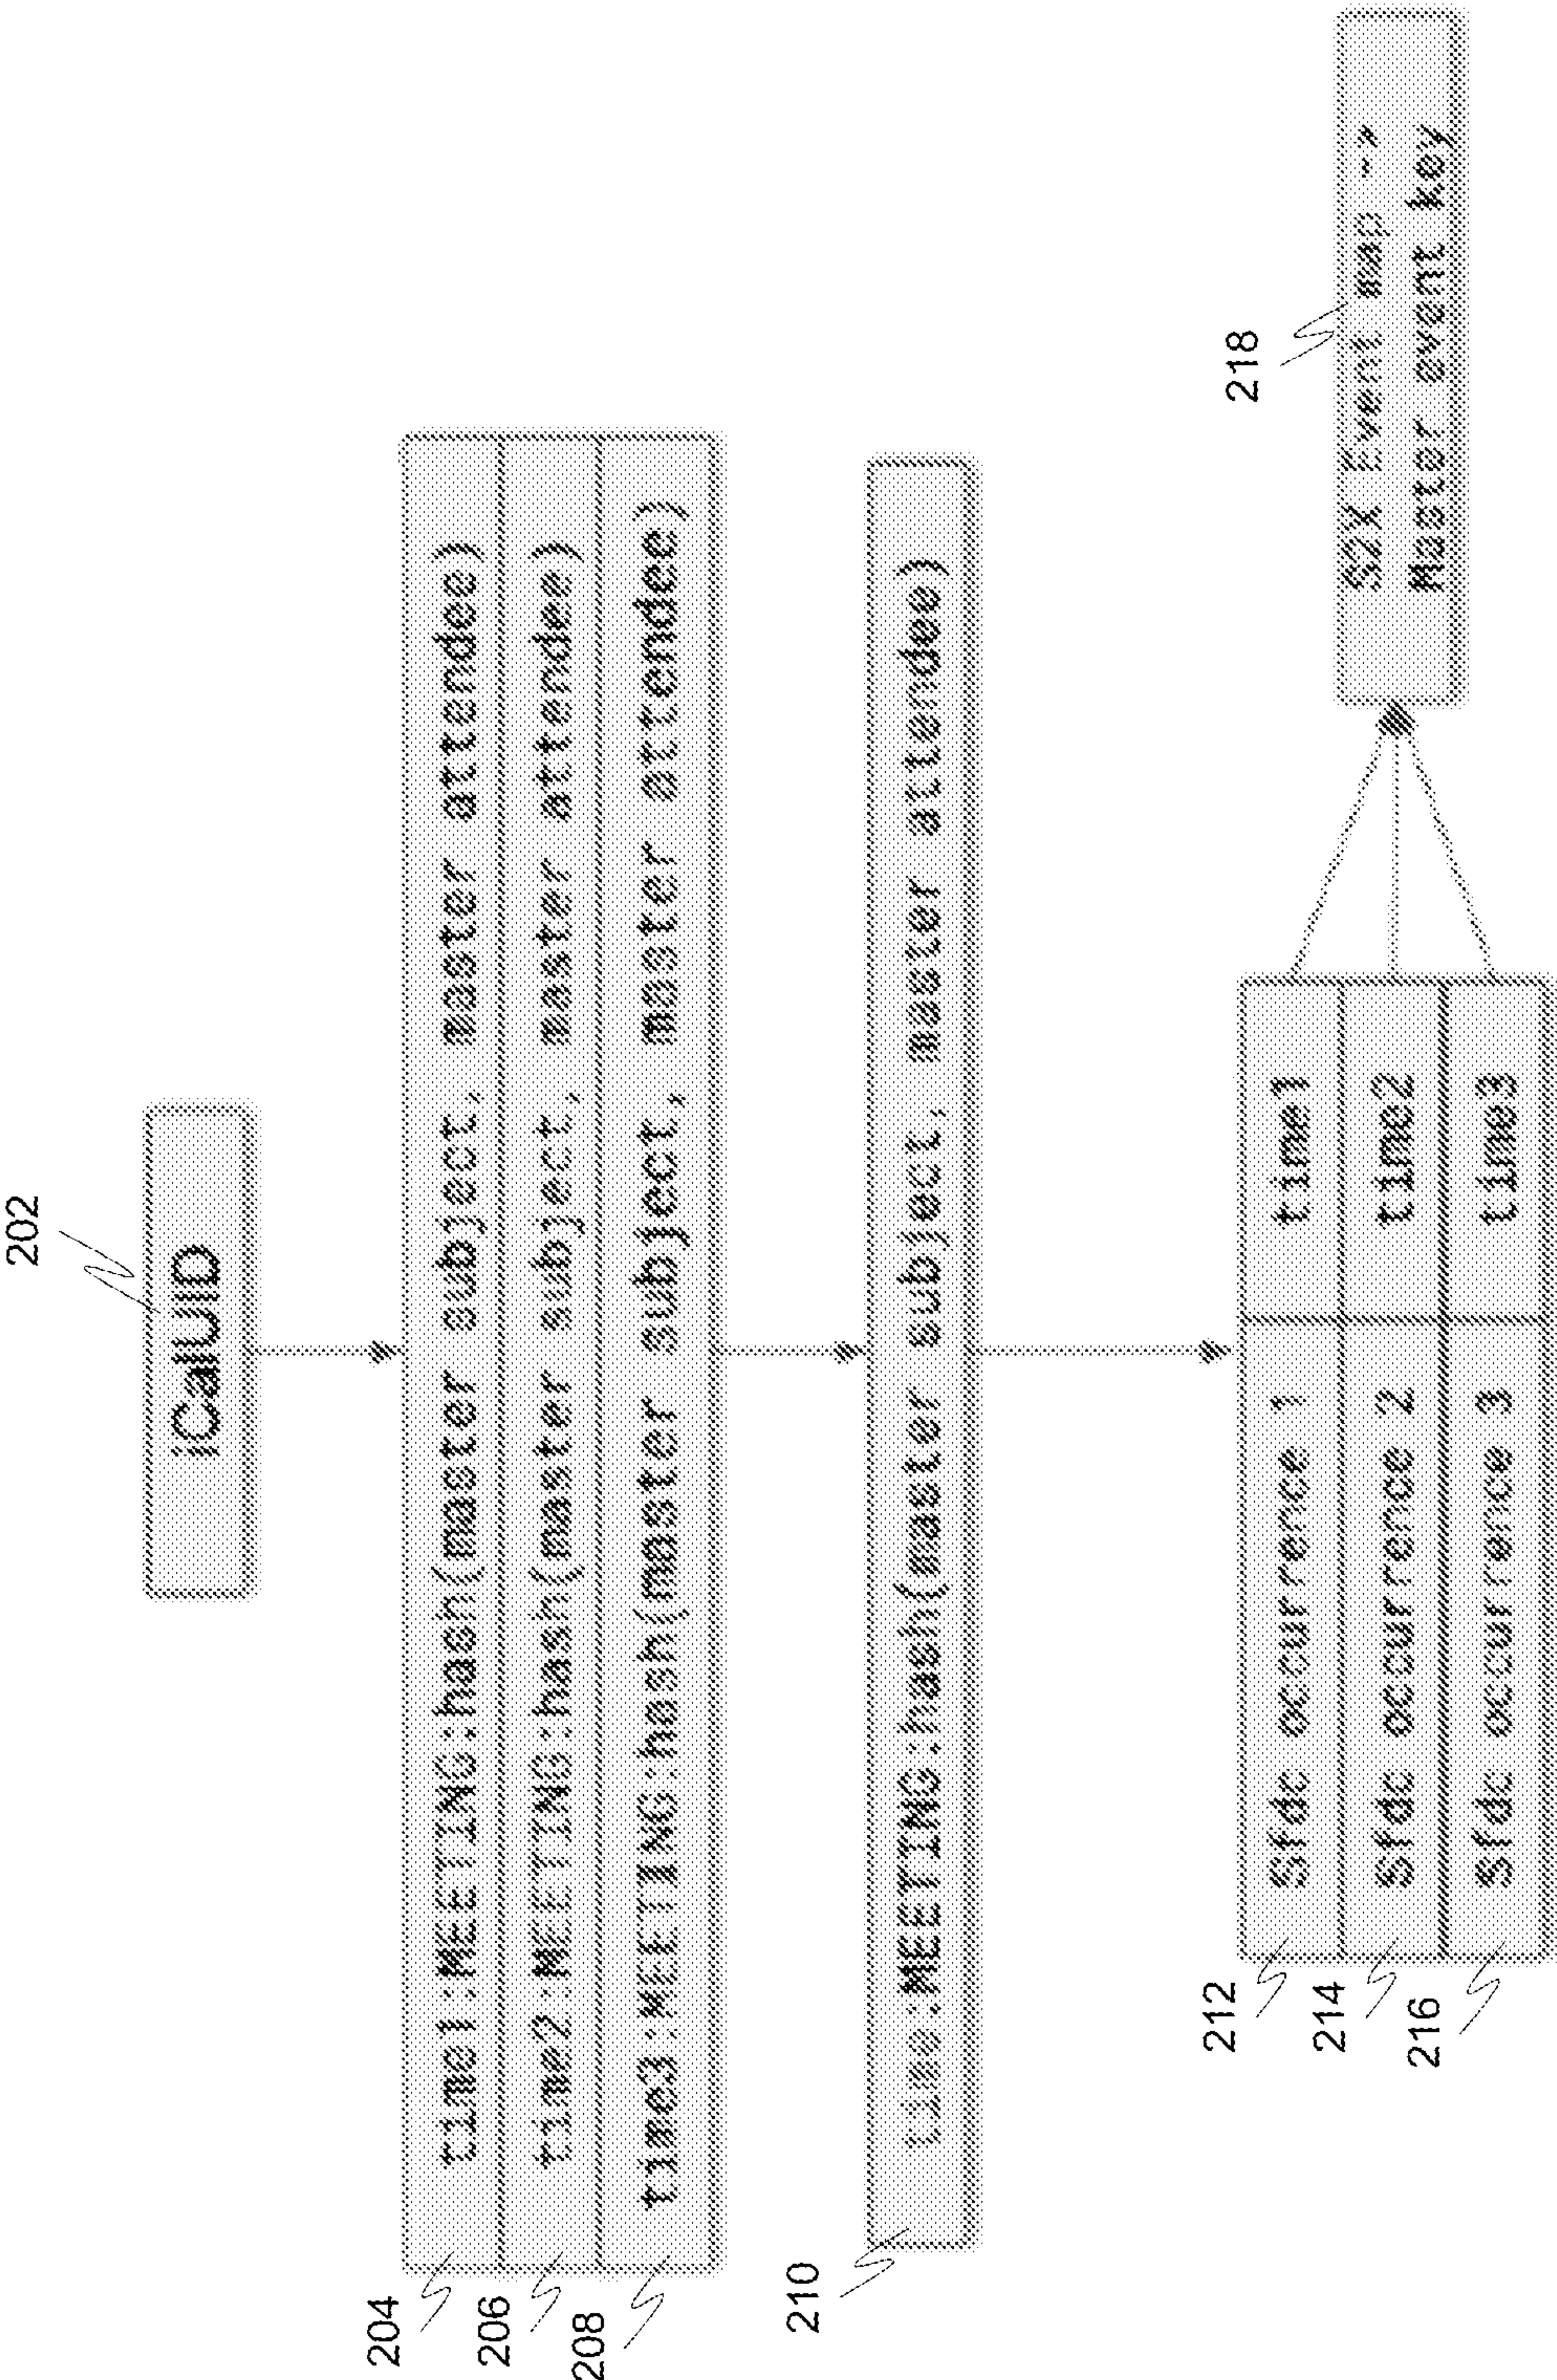 202
iCalUID
204
time1:MEETING:hash(master subject, master attendee)
206
time2:MEETING:hash(master subject, master attendee)
208
time3:MEETING:hash(master subject, master attendee)
210
time:MEETING:hash(master subject, master attendee)
212
Sfdc occurrence 1 time1
214
Sfdc occurrence 2 time2
216
Sfdc occurrence 3 time3
218
S2X Event map ->
Master event key